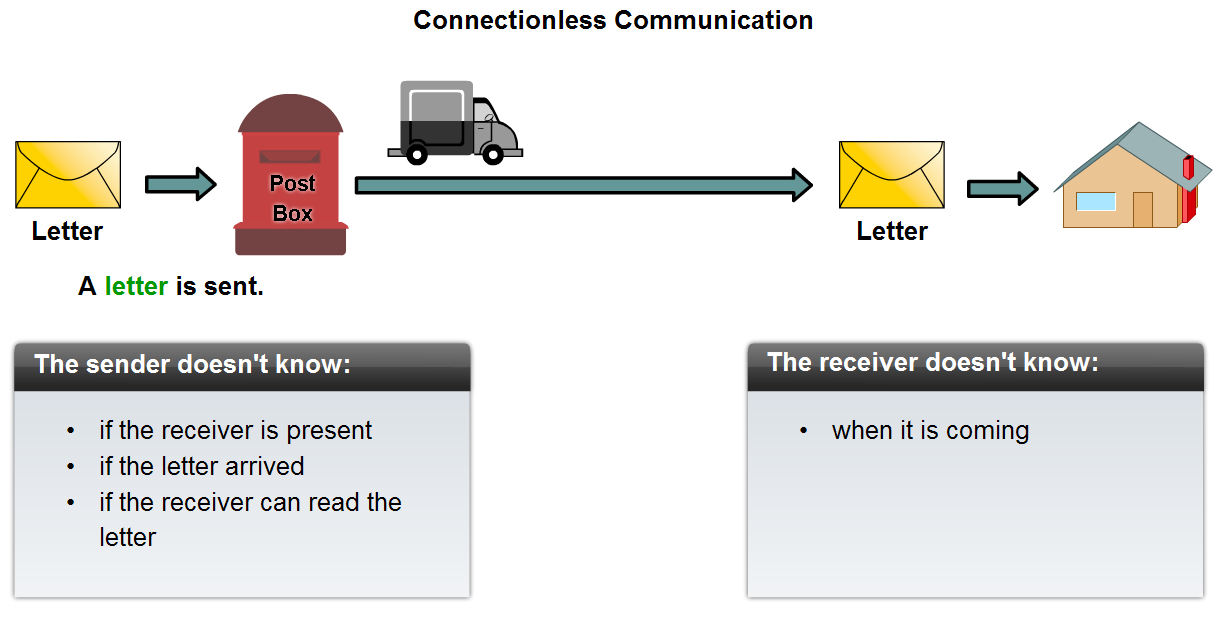 Connectionless Communication
Post
Box
Letter
Letter
A letter is sent.
The sender doesn't know:
• if the receiver is present
• if the letter arrived
• if the receiver can read the
letter
The receiver doesn't know:
• when it is coming